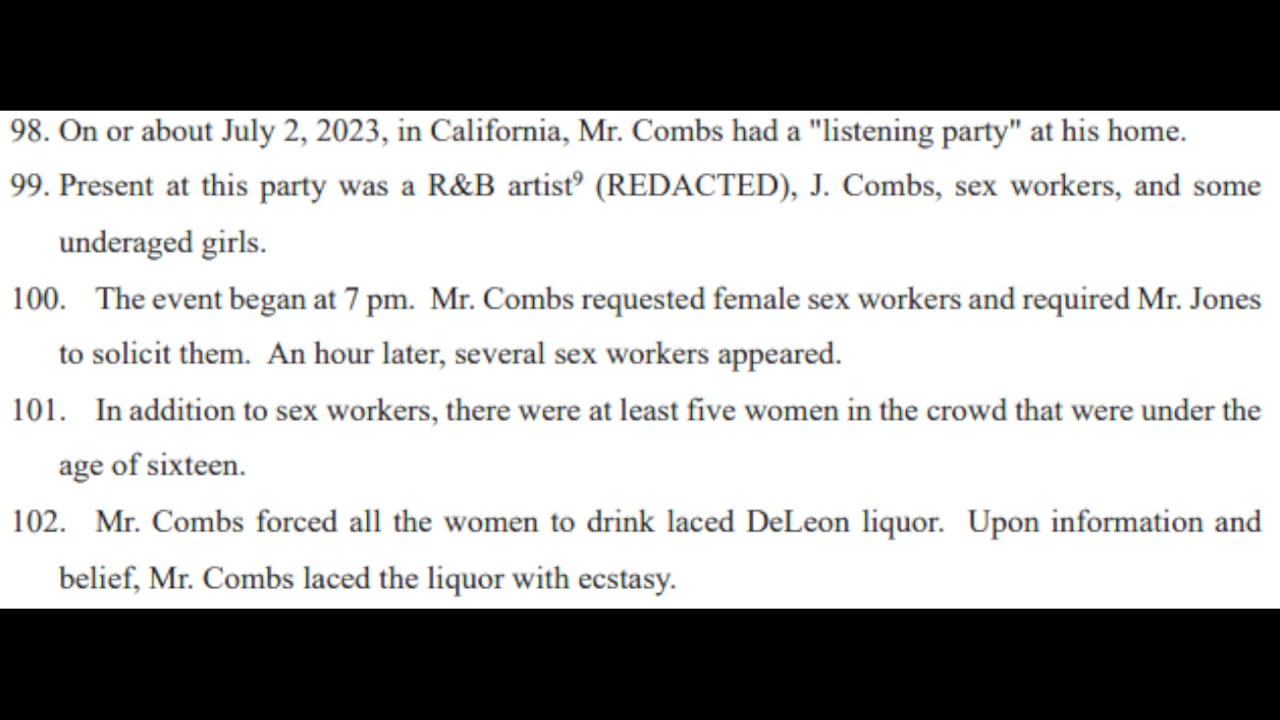 98. On or about July 2, 2023, in California, Mr. Combs had a "listening party" at his home.
99. Present at this party was a R&B artist⁹ (REDACTED), J. Combs, sex workers, and some
underaged girls.
100. The event began at 7 pm. Mr. Combs requested female sex workers and required Mr. Jones
to solicit them. An hour later, several sex workers appeared.
101. In addition to sex workers, there were at least five women in the crowd that were under the
age of sixteen.
102. Mr. Combs forced all the women to drink laced DeLeon liquor. Upon information and
belief, Mr. Combs laced the liquor with ecstasy.